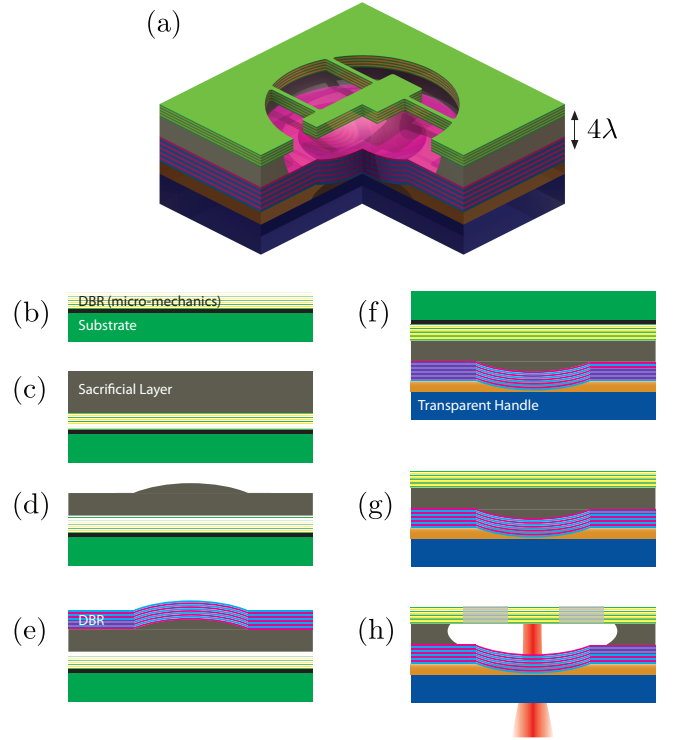 (a)
4λ
(b)
DBR (micro-mechanics)
Substrate
(c)
Sacrificial Layer
(d)
(e)
DBR
(f)
Transparent Handle
(g)
(h)